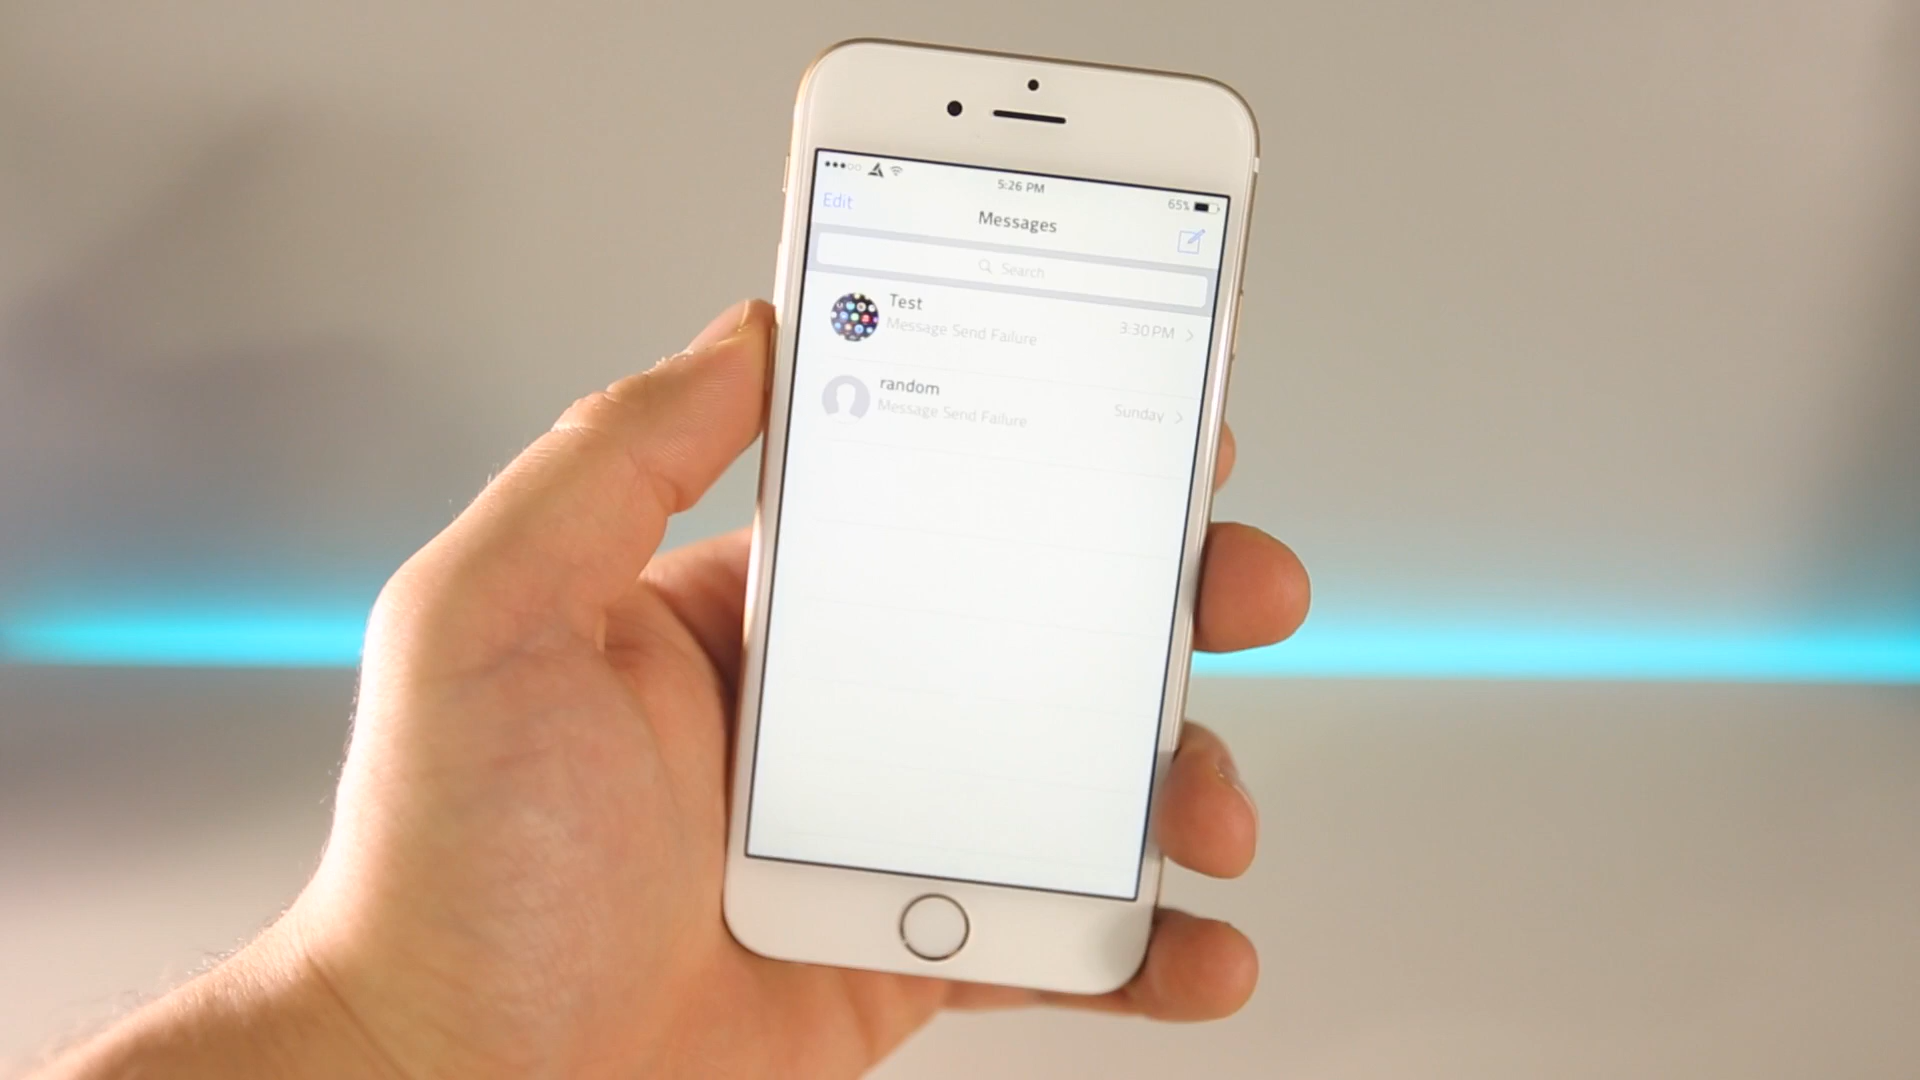 5:26 PM
65%
Edit
Messages
Search
Test
Message Send Failure
3:30 PM
random
Message Send Failure
Sunday